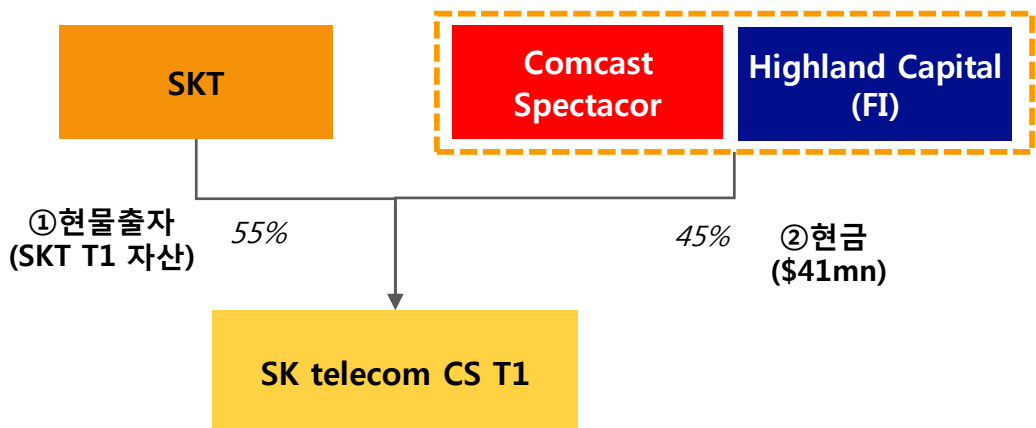 SKT
Comcast
Spectacor
Highland Capital
(FI)
①현물출자
(SKT T1 자산)
55%
45%
②현금
($41mn)
SK telecom CS T1